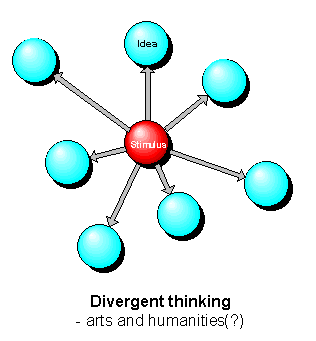 Idea
Stimulus
Divergent thinking
- arts and humanities(?)